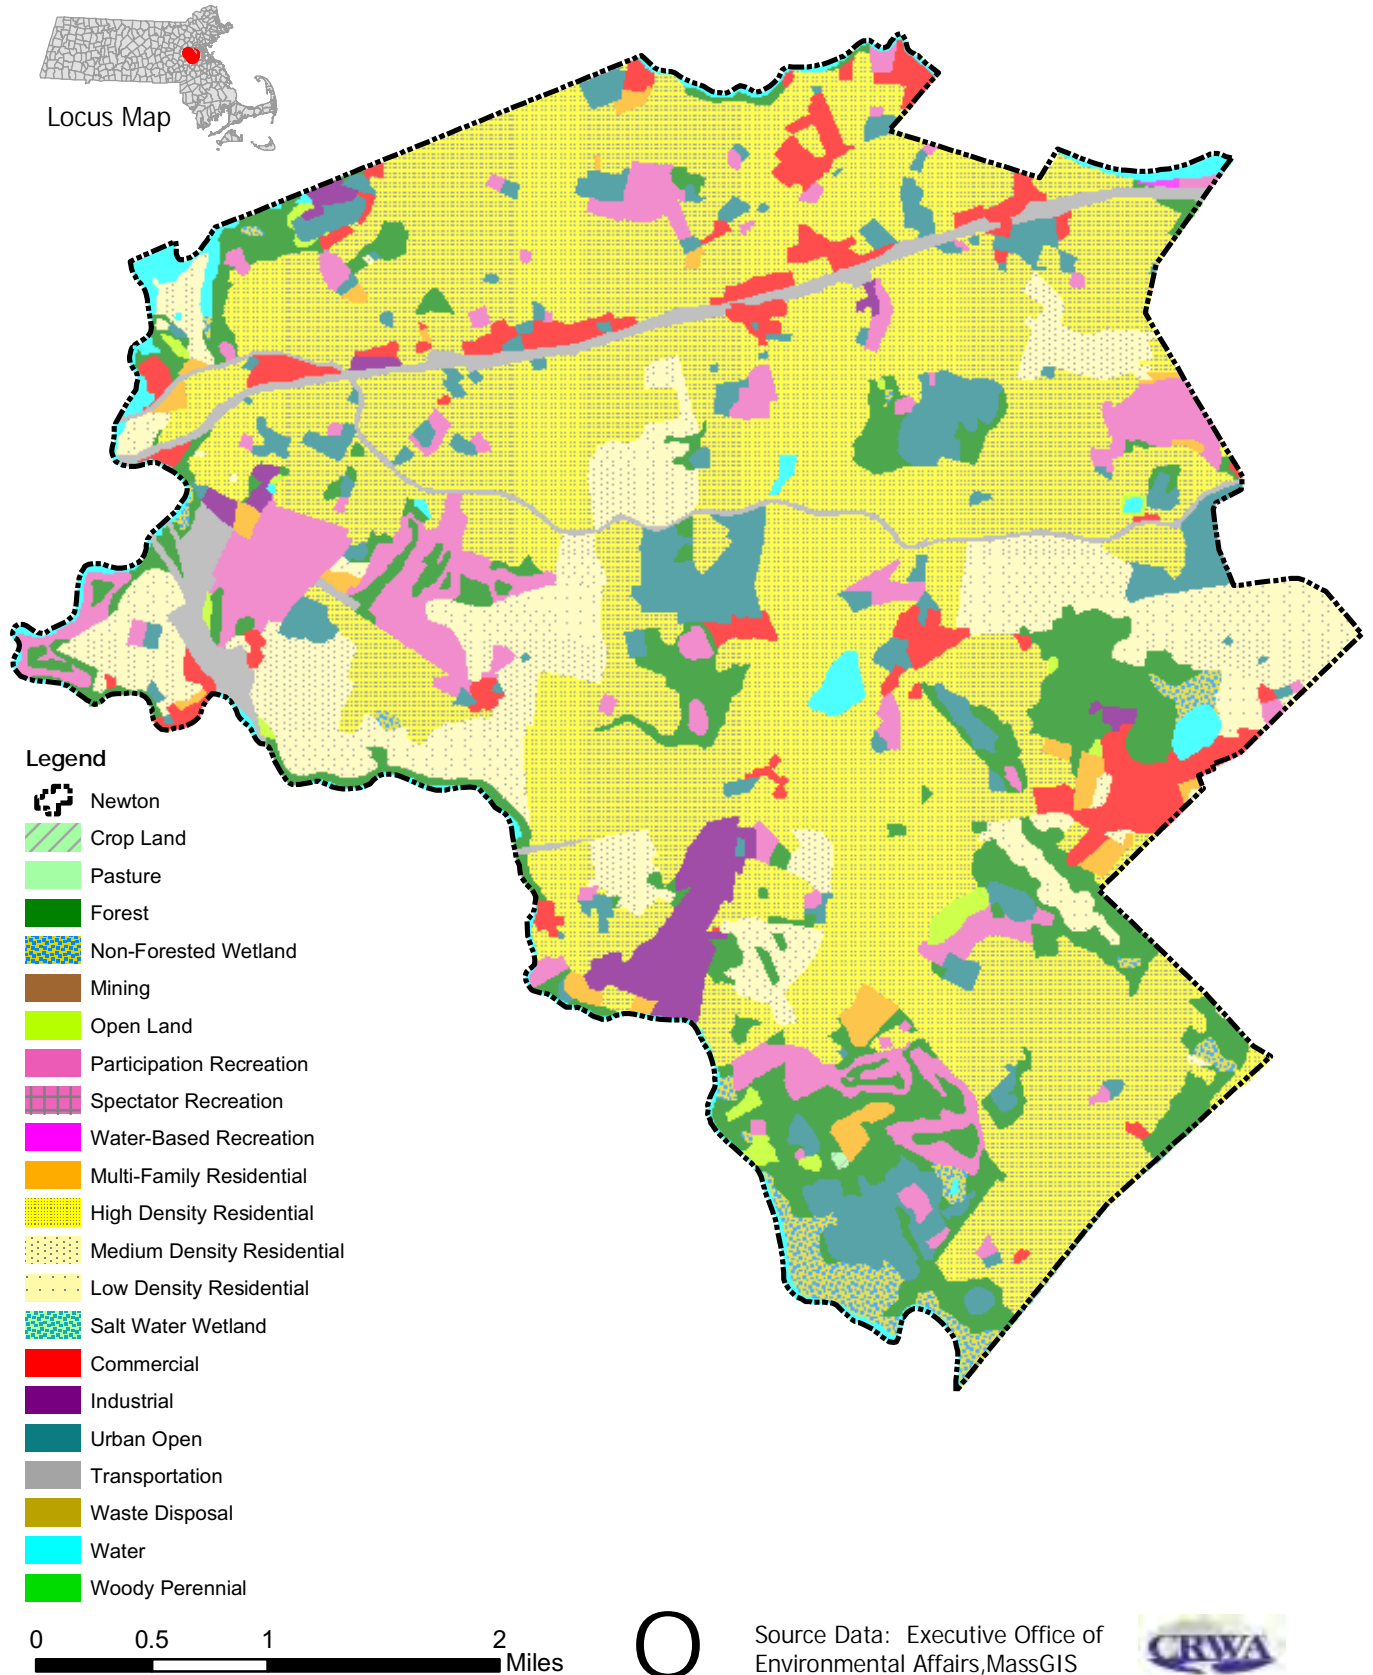 Locus Map
Legend
Newton
Crop Land
Pasture
Forest
Non-Forested Wetland
Mining
Open Land
Participation Recreation
Spectator Recreation
Water-Based Recreation
Multi-Family Residential
High Density Residential
Medium Density Residential
Low Density Residential
Salt Water Wetland
Commercial
Industrial
Urban Open
Transportation
Waste Disposal
Water
Woody Perennial
0 0.5 1 2
Miles
O
Source Data: Executive Office of
Environmental Affairs,MassGIS
CRWA